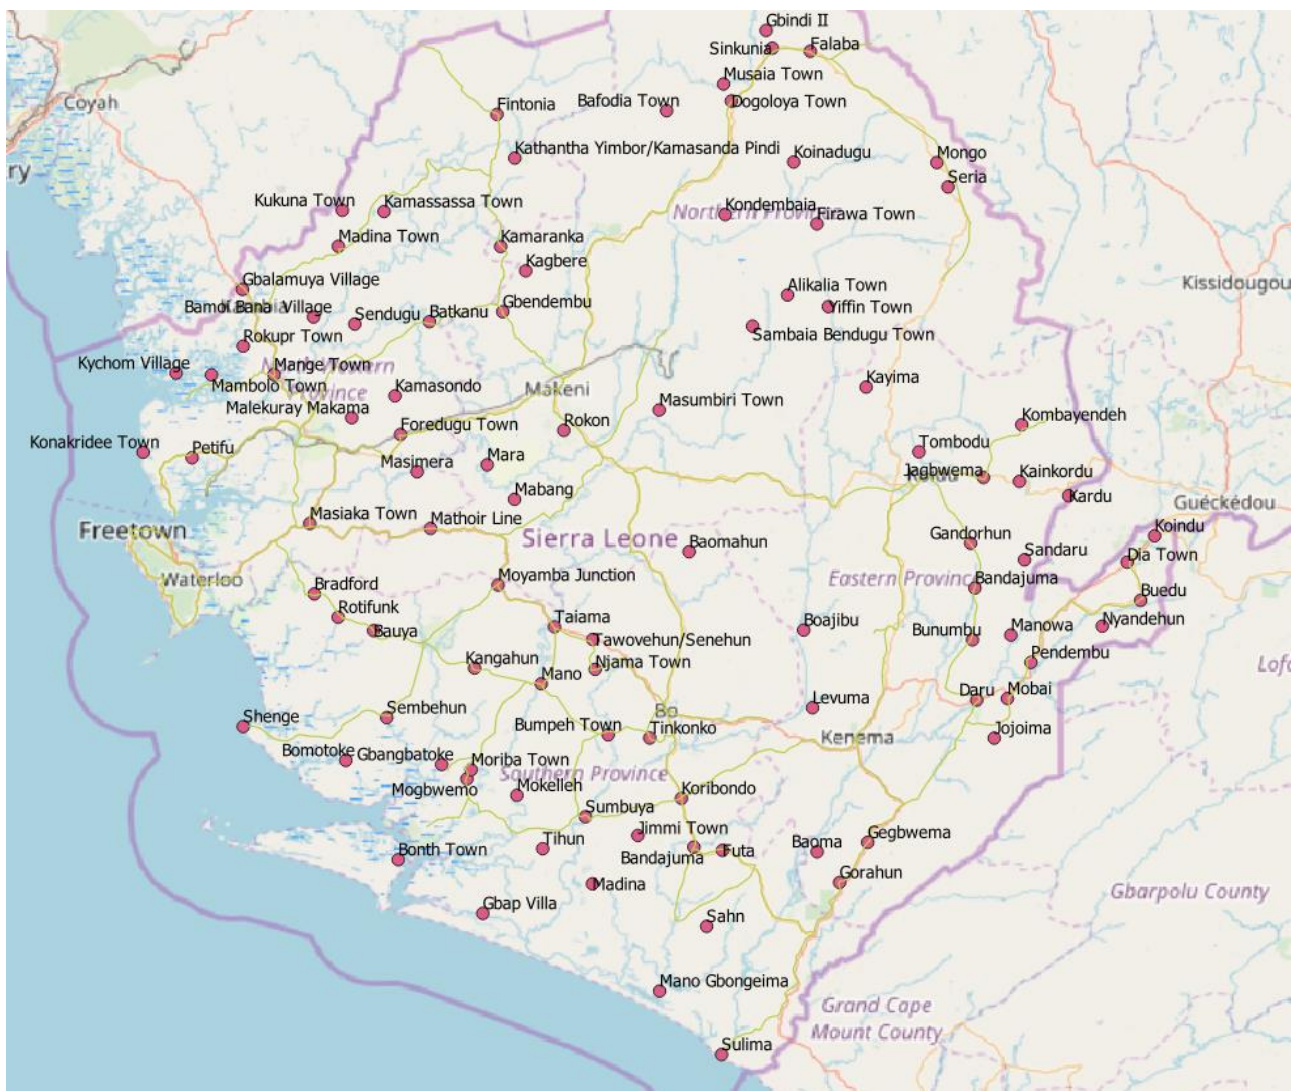 Gbindi II
Sinkunia
Falaba
Musaia Town
Bafodia Town
Dogoloya Town
Coyah
Fintonia
Kathantha Yimbor/Kamasanda Pindi
Koinadugu
Mongo
ry
Seria
Kukuna Town
Kamassassa Town
Kondembaia
Northern Province
Firawa Town
Madina Town
Kamaranka
Kagbere
Gbalamuya Village
Kissidougou
Alikalia Town
Bamoi Bana Village
Sendugu
Batkanu
Gbendembu
Yiffin Town
Rokupr Town
Sambaia Bendugu Town
Kychom Village
Mange Town
Province
Mambolo Town
Kamasondo
Makeni
Kayima
Malekuray Makama
Masumbiri Town
Kombayendeh
Foredugu Town
Rokon
Konakridee Town
Petifu
Tombodu
Masimera
Mara
Jagbwema
Kainkordu
Mabang
Kardu
Guéckédou
Masiaka Town
Mathoir Line
Freetown
Sierra Leone
Koindu
Gandorhun
Baomahun
Sandaru
Dia Town
Waterloo
Moyamba Junction
Eastern Province
Bandajuma
Bradford
Buedu
Rotifunk
Taiama
Boajibu
Bauya
Tawovehun/Senehun
Bunumbu
Manowa
Nyandehun
Kangahun
Njama Town
Pendembu
Lofa
Mano
Levuma
Daru
Mobai
Sembehun
Bo
Shenge
Bumpeh Town
Tinkonko
Kenema
Jojoima
Bomotoke
Gbangbatoke
Moriba Town
Southern Province
Mogbwemo
Mokelleh
Koribondo
Sumbuya
Jimmi Town
Gegbwema
Bonth Town
Tihun
Bandajuma
Futa
Baoma
Madina
Gorahun
Gbarpolu County
Gbap Villa
Sahn
Mano Gbongeima
Grand Cape
Mount County
Sulima